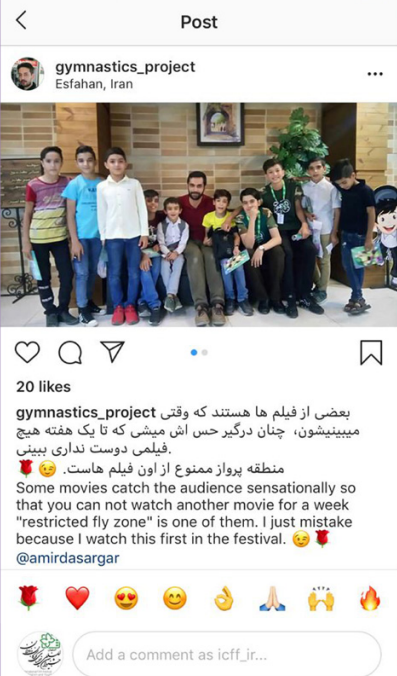 Post
gymnastics_project
Esfahan, Iran
20 likes
gymnastics_project بعضی از فیلم ها هستند که وقتی
میبینیشون، چنان درگیر حس اش میشی که تا یک هفته هیچ
فیلمی دوست نداری ببینی.
منطقه پرواز ممنوع از اون فیلم هاست. 😉🌹
Some movies catch the audience sensationally so
that you can not watch another movie for a week
"restricted fly zone" is one of them. I just mistake
because I watch this first in the festival. 😉🌹
@amirdasargar
Add a comment as icff_ir...